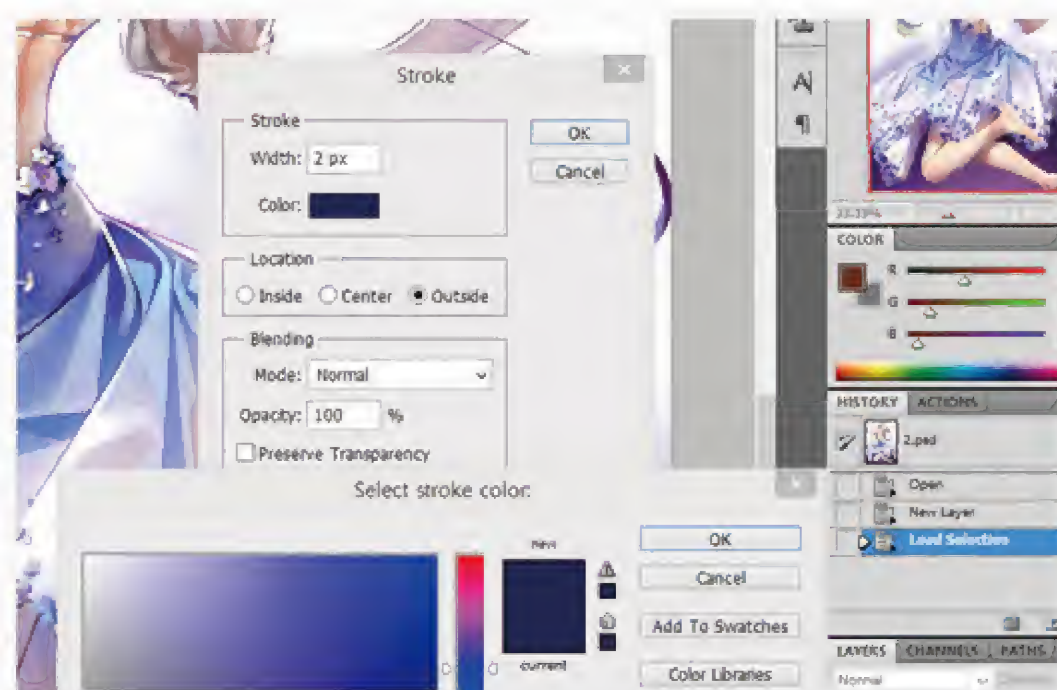 Stroke
Stroke
Width: 2 px
Color:
OK
Cancel
Location
Inside Center Outside
Blending
Mode: Normal
Opacity: 100 %
Preserve Transparency
Select stroke color:
new
current
OK
Cancel
Add To Swatches
Color Libraries
A
¶
33.33%
COLOR
R
G
B
HISTORY ACTIONS
2.psd
Open
New Layer
Load Selection
LAYERS CHANNELS PATHS
Normal